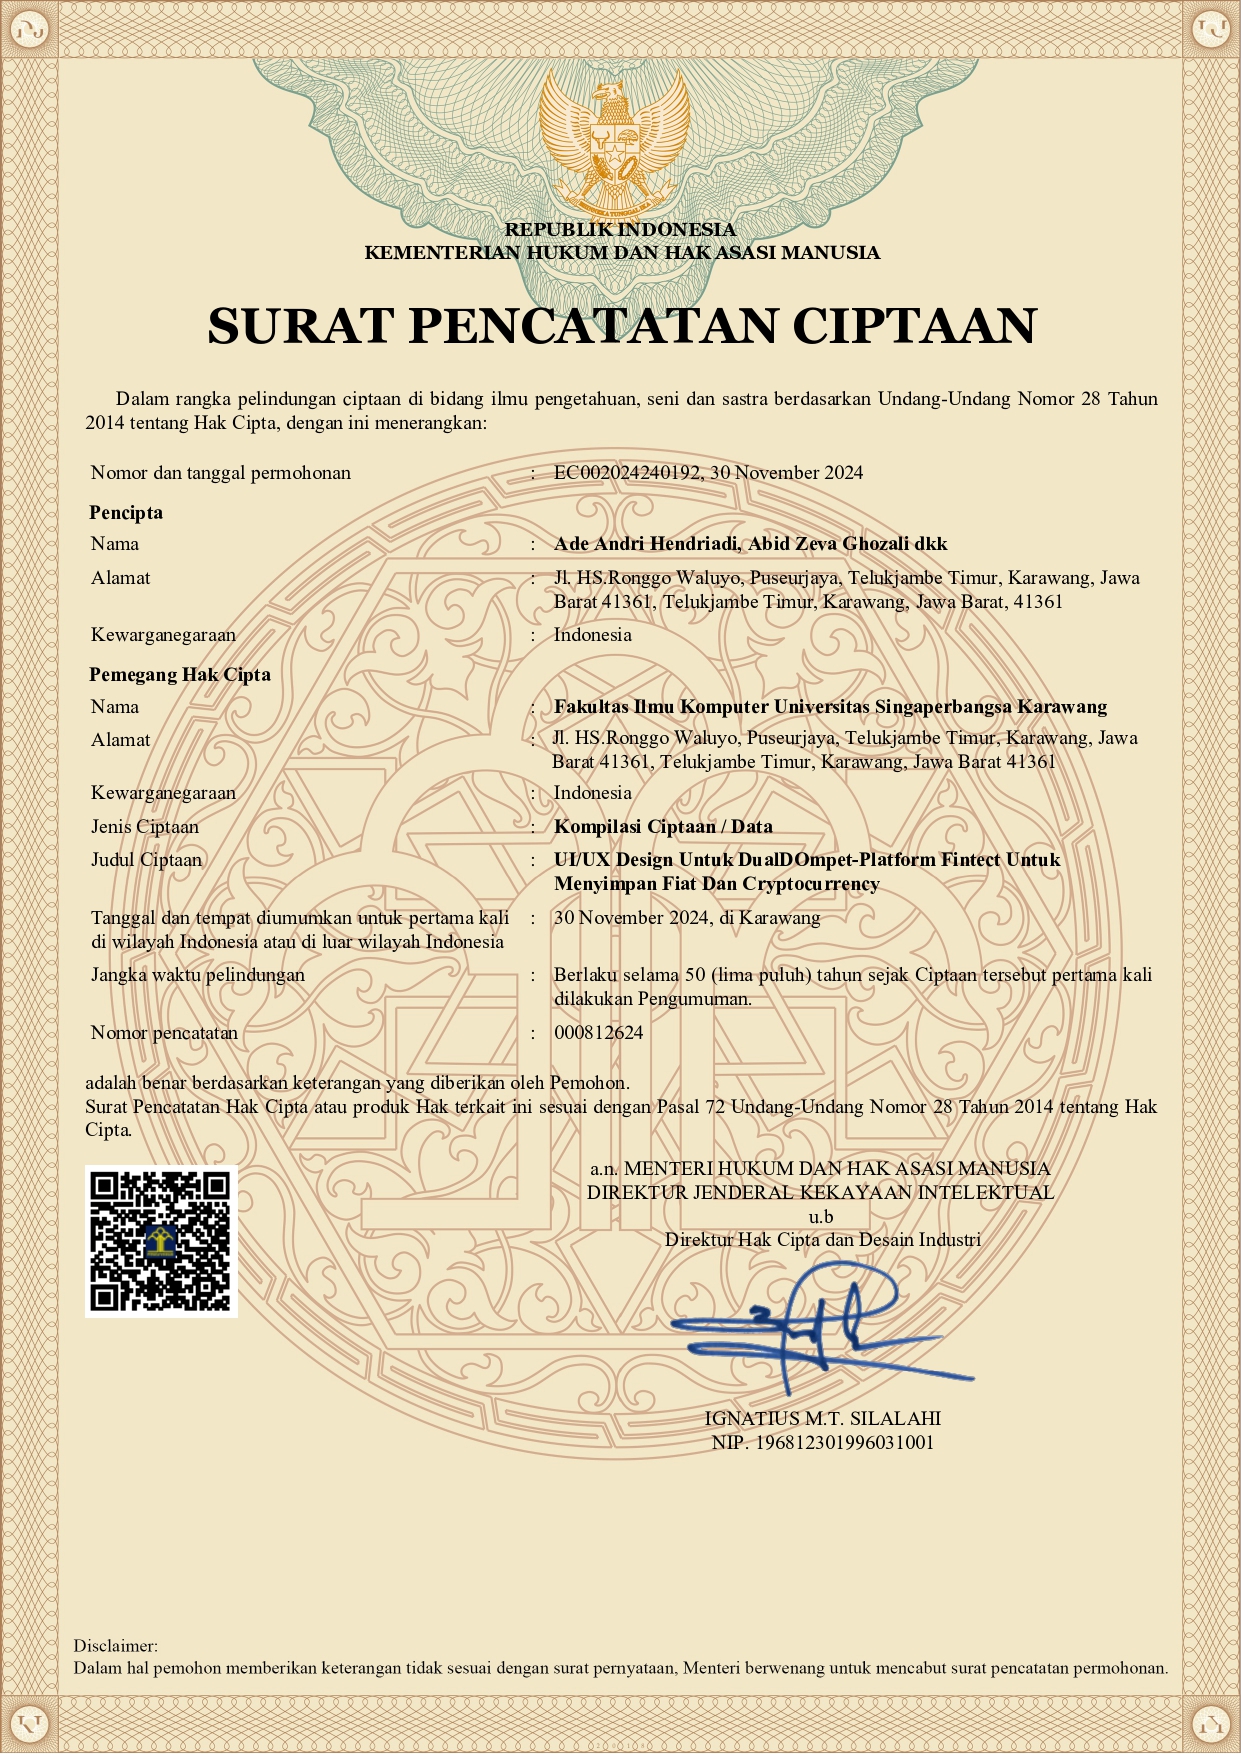 REPUBLIK INDONESIA
KEMENTERIAN HUKUM DAN HAK ASASI MANUSIA
SURAT PENCATATAN CIPTAAN
Dalam rangka pelindungan ciptaan di bidang ilmu pengetahuan, seni dan sastra berdasarkan Undang-Undang Nomor 28 Tahun
2014 tentang Hak Cipta, dengan ini menerangkan:
Nomor dan tanggal permohonan : EC002024240192, 30 November 2024
Pencipta
Nama : Ade Andri Hendriadi, Abid Zeva Ghozali dkk
Alamat : Jl. HS.Ronggo Waluyo, Puseurjaya, Telukjambe Timur, Karawang, Jawa
Barat 41361, Telukjambe Timur, Karawang, Jawa Barat, 41361
Kewarganegaraan : Indonesia
Pemegang Hak Cipta
Nama : Fakultas Ilmu Komputer Universitas Singaperbangsa Karawang
Alamat : Jl. HS.Ronggo Waluyo, Puseurjaya, Telukjambe Timur, Karawang, Jawa
Barat 41361, Telukjambe Timur, Karawang, Jawa Barat 41361
Kewarganegaraan : Indonesia
Jenis Ciptaan : Kompilasi Ciptaan / Data
Judul Ciptaan : UI/UX Design Untuk DualDOmpet-Platform Fintect Untuk
Menyimpan Fiat Dan Cryptocurrency
Tanggal dan tempat diumumkan untuk pertama kali : 30 November 2024, di Karawang
di wilayah Indonesia atau di luar wilayah Indonesia
Jangka waktu pelindungan : Berlaku selama 50 (lima puluh) tahun sejak Ciptaan tersebut pertama kali
dilakukan Pengumuman.
Nomor pencatatan : 000812624
adalah benar berdasarkan keterangan yang diberikan oleh Pemohon.
Surat Pencatatan Hak Cipta atau produk Hak terkait ini sesuai dengan Pasal 72 Undang-Undang Nomor 28 Tahun 2014 tentang Hak
Cipta.
a.n. MENTERI HUKUM DAN HAK ASASI MANUSIA
DIREKTUR JENDERAL KEKAYAAN INTELEKTUAL
u.b
Direktur Hak Cipta dan Desain Industri
IGNATIUS M.T. SILALAHI
NIP. 196812301996031001
Disclaimer:
Dalam hal pemohon memberikan keterangan tidak sesuai dengan surat pernyataan, Menteri berwenang untuk mencabut surat pencatatan permohonan.